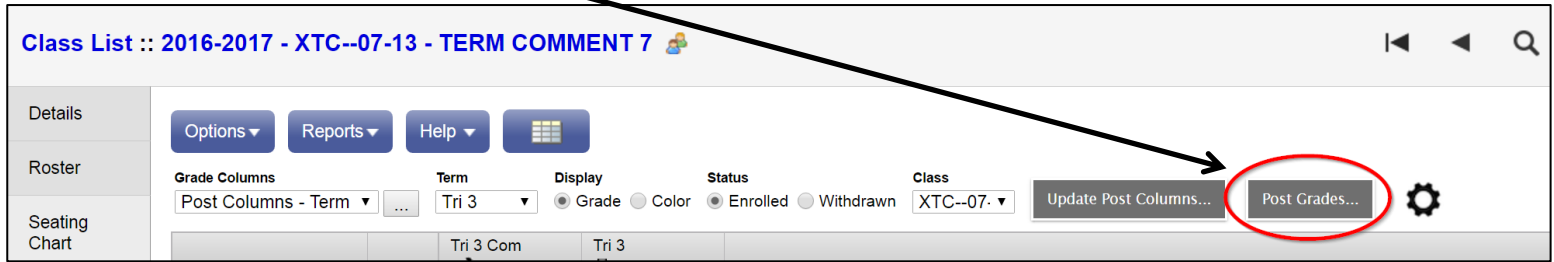 Class List :: 2016-2017 - XTC--07-13 - TERM COMMENT 7
Details
Roster
Seating
Chart
Options Reports Help
Grade Columns Term Display Status Class
Post Columns - Term ... Tri 3 Grade Color Enrolled Withdrawn XTC--07- Update Post Columns... Post Grades...
Tri 3 Com Tri 3